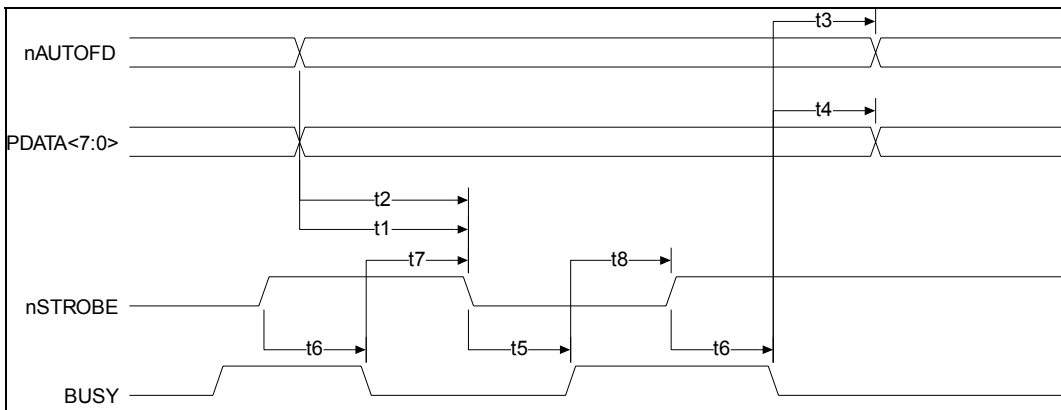 t3
nAUTOFD
t4
PDATA<7:0>
t2
t1
t7
t8
nSTROBE
t6
t5
t6
BUSY